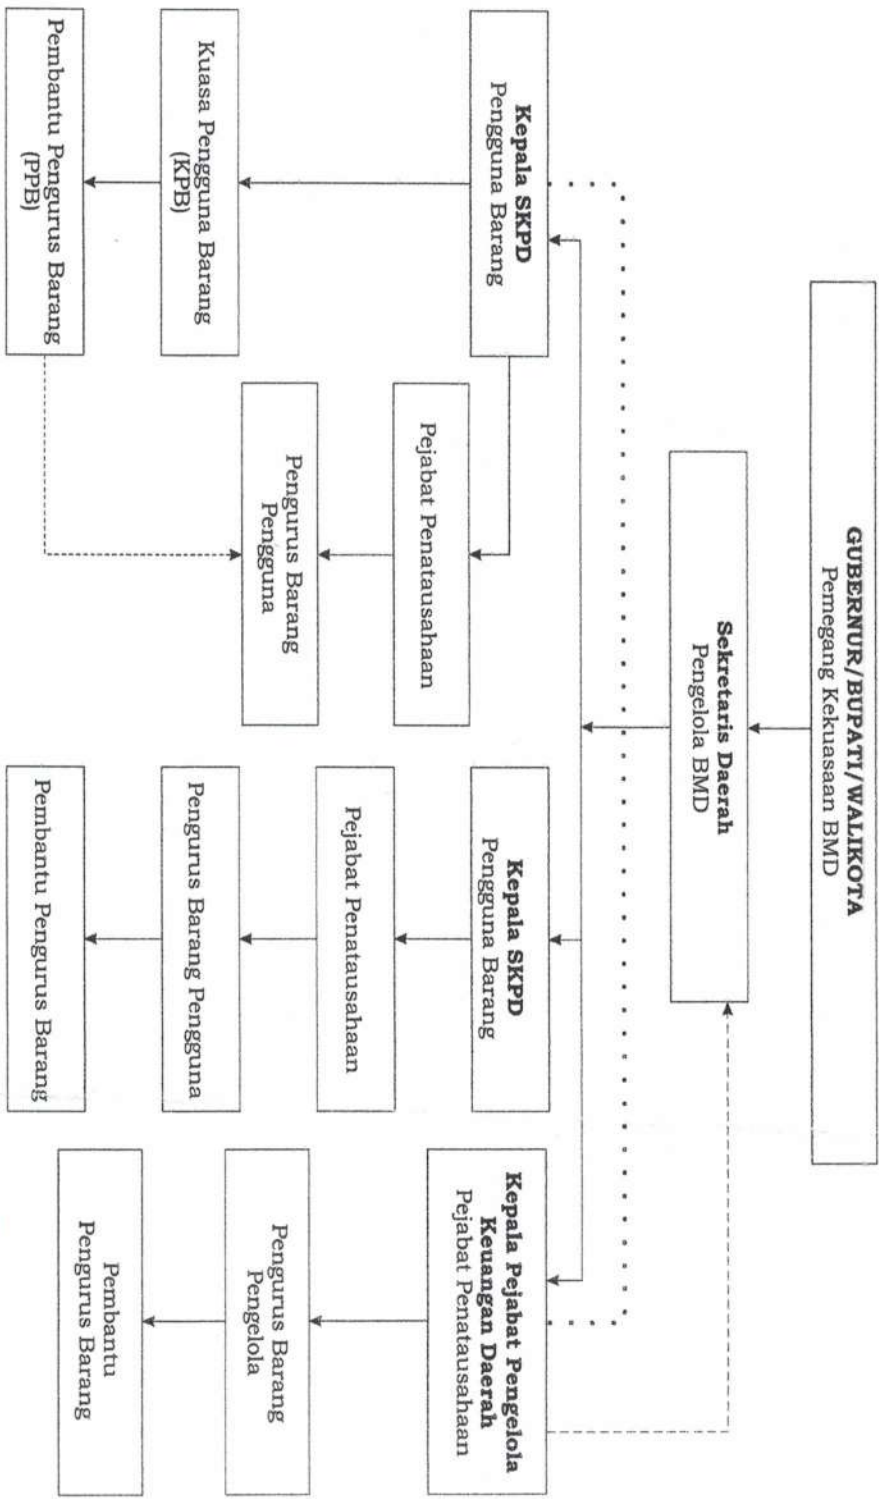 GUBERNUR/BUPATI/WALIKOTA
Pemegang Kekuasaan BMD
Sekretaris Daerah
Pengelola BMD
Kepala SKPD
Pengguna Barang
Kuasa Pengguna Barang
(KPB)
Pembantu Pengurus Barang
(PPB)
Pejabat Penatausahaan
Pengurus Barang
Pengguna
Kepala SKPD
Pengguna Barang
Pejabat Penatausahaan
Pengurus Barang Pengguna
Pembantu Pengurus Barang
Kepala Pejabat Pengelola
Keuangan Daerah
Pejabat Penatausahaan
Pengurus Barang
Pengelola
Pembantu
Pengurus Barang